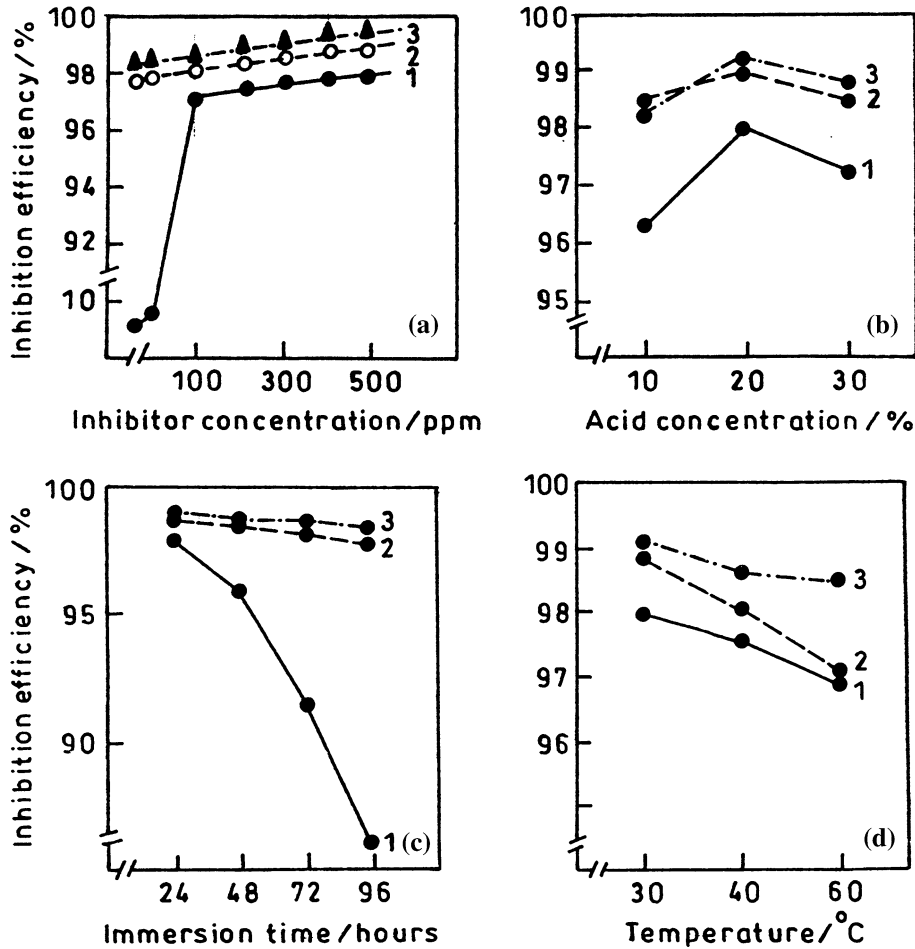 Inhibition efficiency / %
100
98
96
94
92
10
3
2
1
(a)
100 300 500
Inhibitor concentration / ppm
100
99
98
97
96
95
3
2
1
(b)
10 20 30
Acid concentration / %
Inhibition efficiency / %
100
95
90
3
2
1
(c)
24 48 72 96
Immersion time / hours
100
99
98
97
96
3
2
1
(d)
30 40 60
Temperature / °C